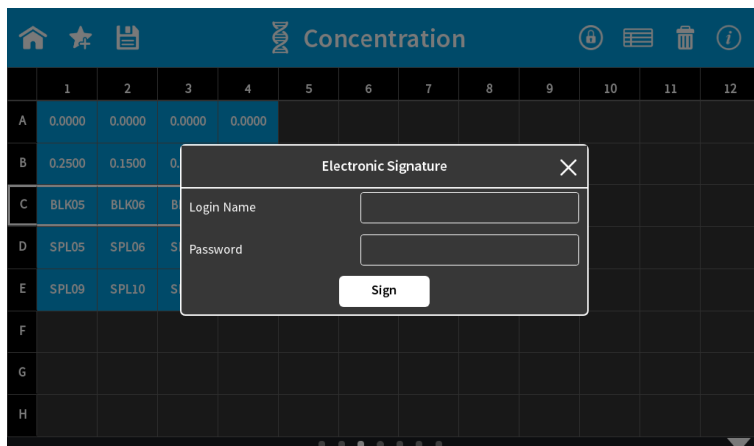 Concentration
1 2 3 4 5 6 7 8 9 10 11 12
A 0.0000 0.0000 0.0000 0.0000
B 0.2500 0.1500
C BLK05 BLK06
D SPL05 SPL06
E SPL09 SPL10
F
G
H
Electronic Signature
Login Name
Password
Sign